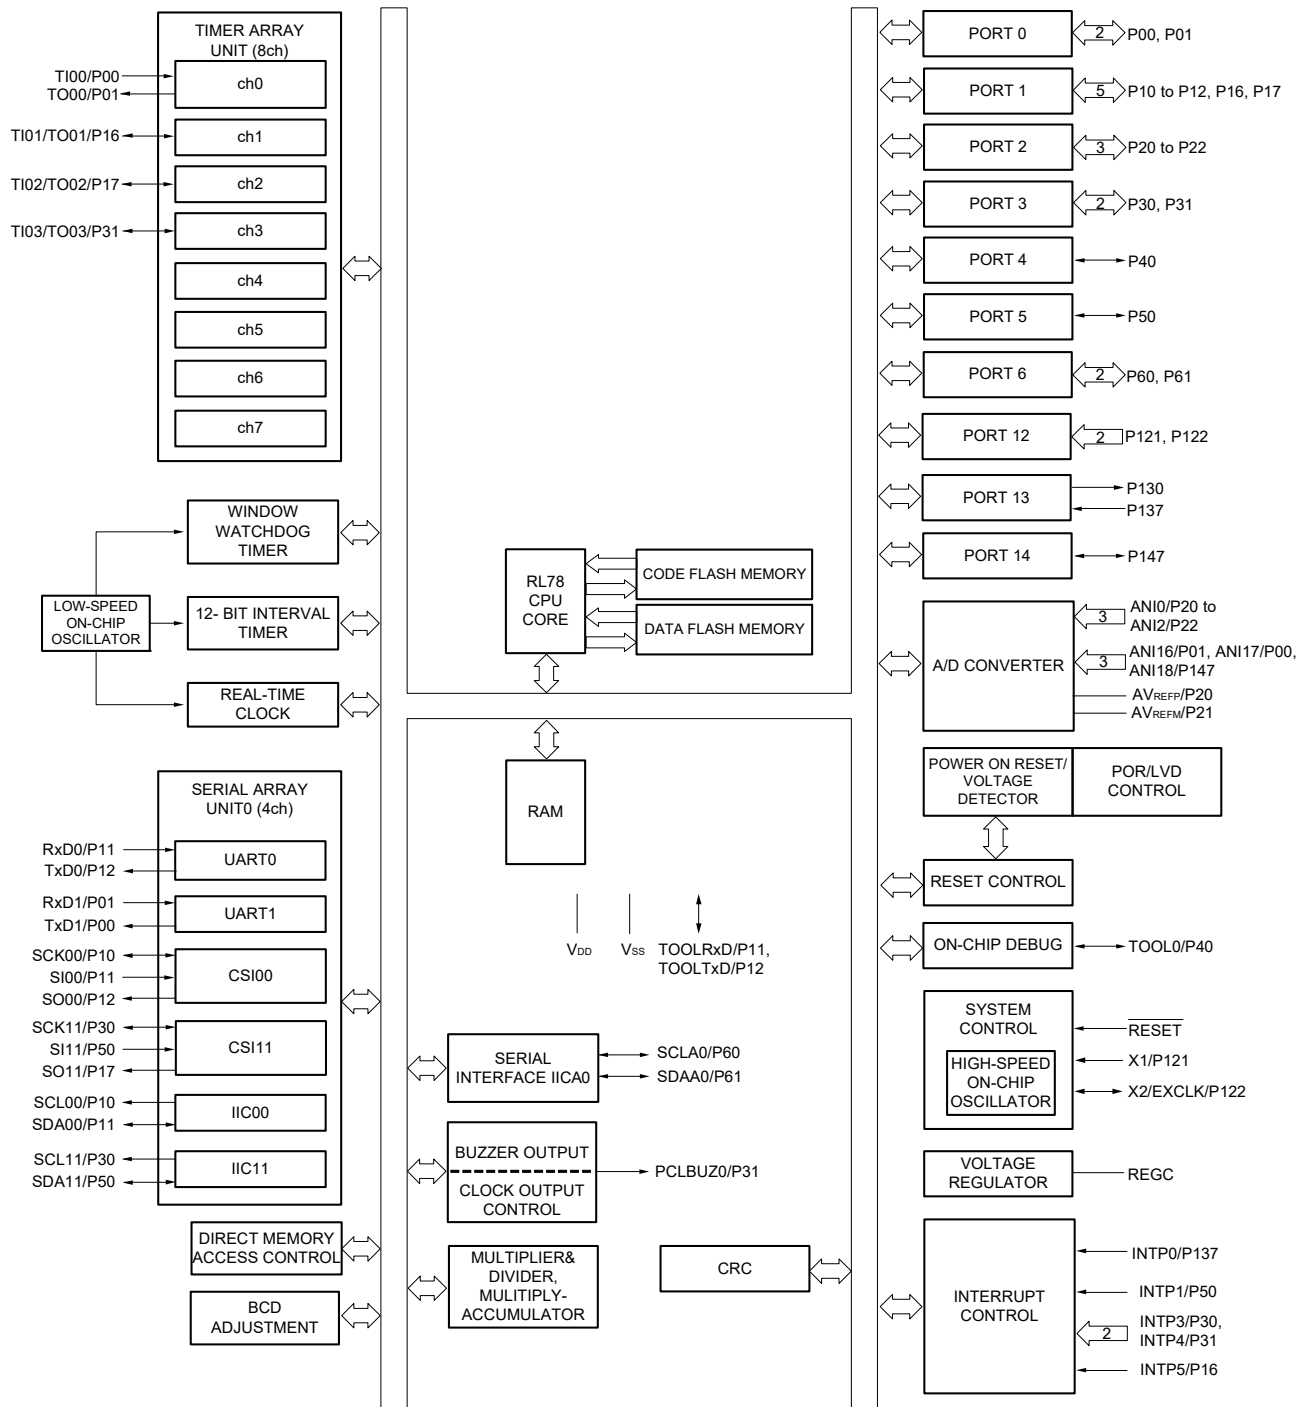 TIMER ARRAY
UNIT (8ch)
TI00/P00
TO00/P01
ch0
TI01/TO01/P16
ch1
TI02/TO02/P17
ch2
TI03/TO03/P31
ch3
ch4
ch5
ch6
ch7
WINDOW
WATCHDOG
TIMER
LOW-SPEED
ON-CHIP
OSCILLATOR
12- BIT INTERVAL
TIMER
REAL-TIME
CLOCK
SERIAL ARRAY
UNIT0 (4ch)
RxD0/P11
TxD0/P12
UART0
RxD1/P01
TxD1/P00
UART1
SCK00/P10
SI00/P11
SO00/P12
CSI00
SCK11/P30
SI11/P50
SO11/P17
CSI11
SCL00/P10
SDA00/P11
IIC00
SCL11/P30
SDA11/P50
IIC11
DIRECT MEMORY
ACCESS CONTROL
BCD
ADJUSTMENT
RL78
CPU
CORE
CODE FLASH MEMORY
DATA FLASH MEMORY
RAM
VDD
VSS
TOOLRxD/P11,
TOOLTxD/P12
SERIAL
INTERFACE IICA0
SCLA0/P60
SDAA0/P61
BUZZER OUTPUT
CLOCK OUTPUT
CONTROL
PCLBUZ0/P31
MULTIPLIER&
DIVIDER,
MULITIPLY-
ACCUMULATOR
CRC
PORT 0
2
P00, P01
PORT 1
5
P10 to P12, P16, P17
PORT 2
3
P20 to P22
PORT 3
2
P30, P31
PORT 4
P40
PORT 5
P50
PORT 6
2
P60, P61
PORT 12
2
P121, P122
PORT 13
P130
P137
PORT 14
P147
A/D CONVERTER
3
ANI0/P20 to
ANI2/P22
3
ANI16/P01, ANI17/P00,
ANI18/P147
AVREFP/P20
AVREFM/P21
POWER ON RESET/
VOLTAGE
DETECTOR
POR/LVD
CONTROL
RESET CONTROL
ON-CHIP DEBUG
TOOL0/P40
SYSTEM
CONTROL
HIGH-SPEED
ON-CHIP
OSCILLATOR
RESET
X1/P121
X2/EXCLK/P122
VOLTAGE
REGULATOR
REGC
INTERRUPT
CONTROL
INTP0/P137
INTP1/P50
2
INTP3/P30,
INTP4/P31
INTP5/P16